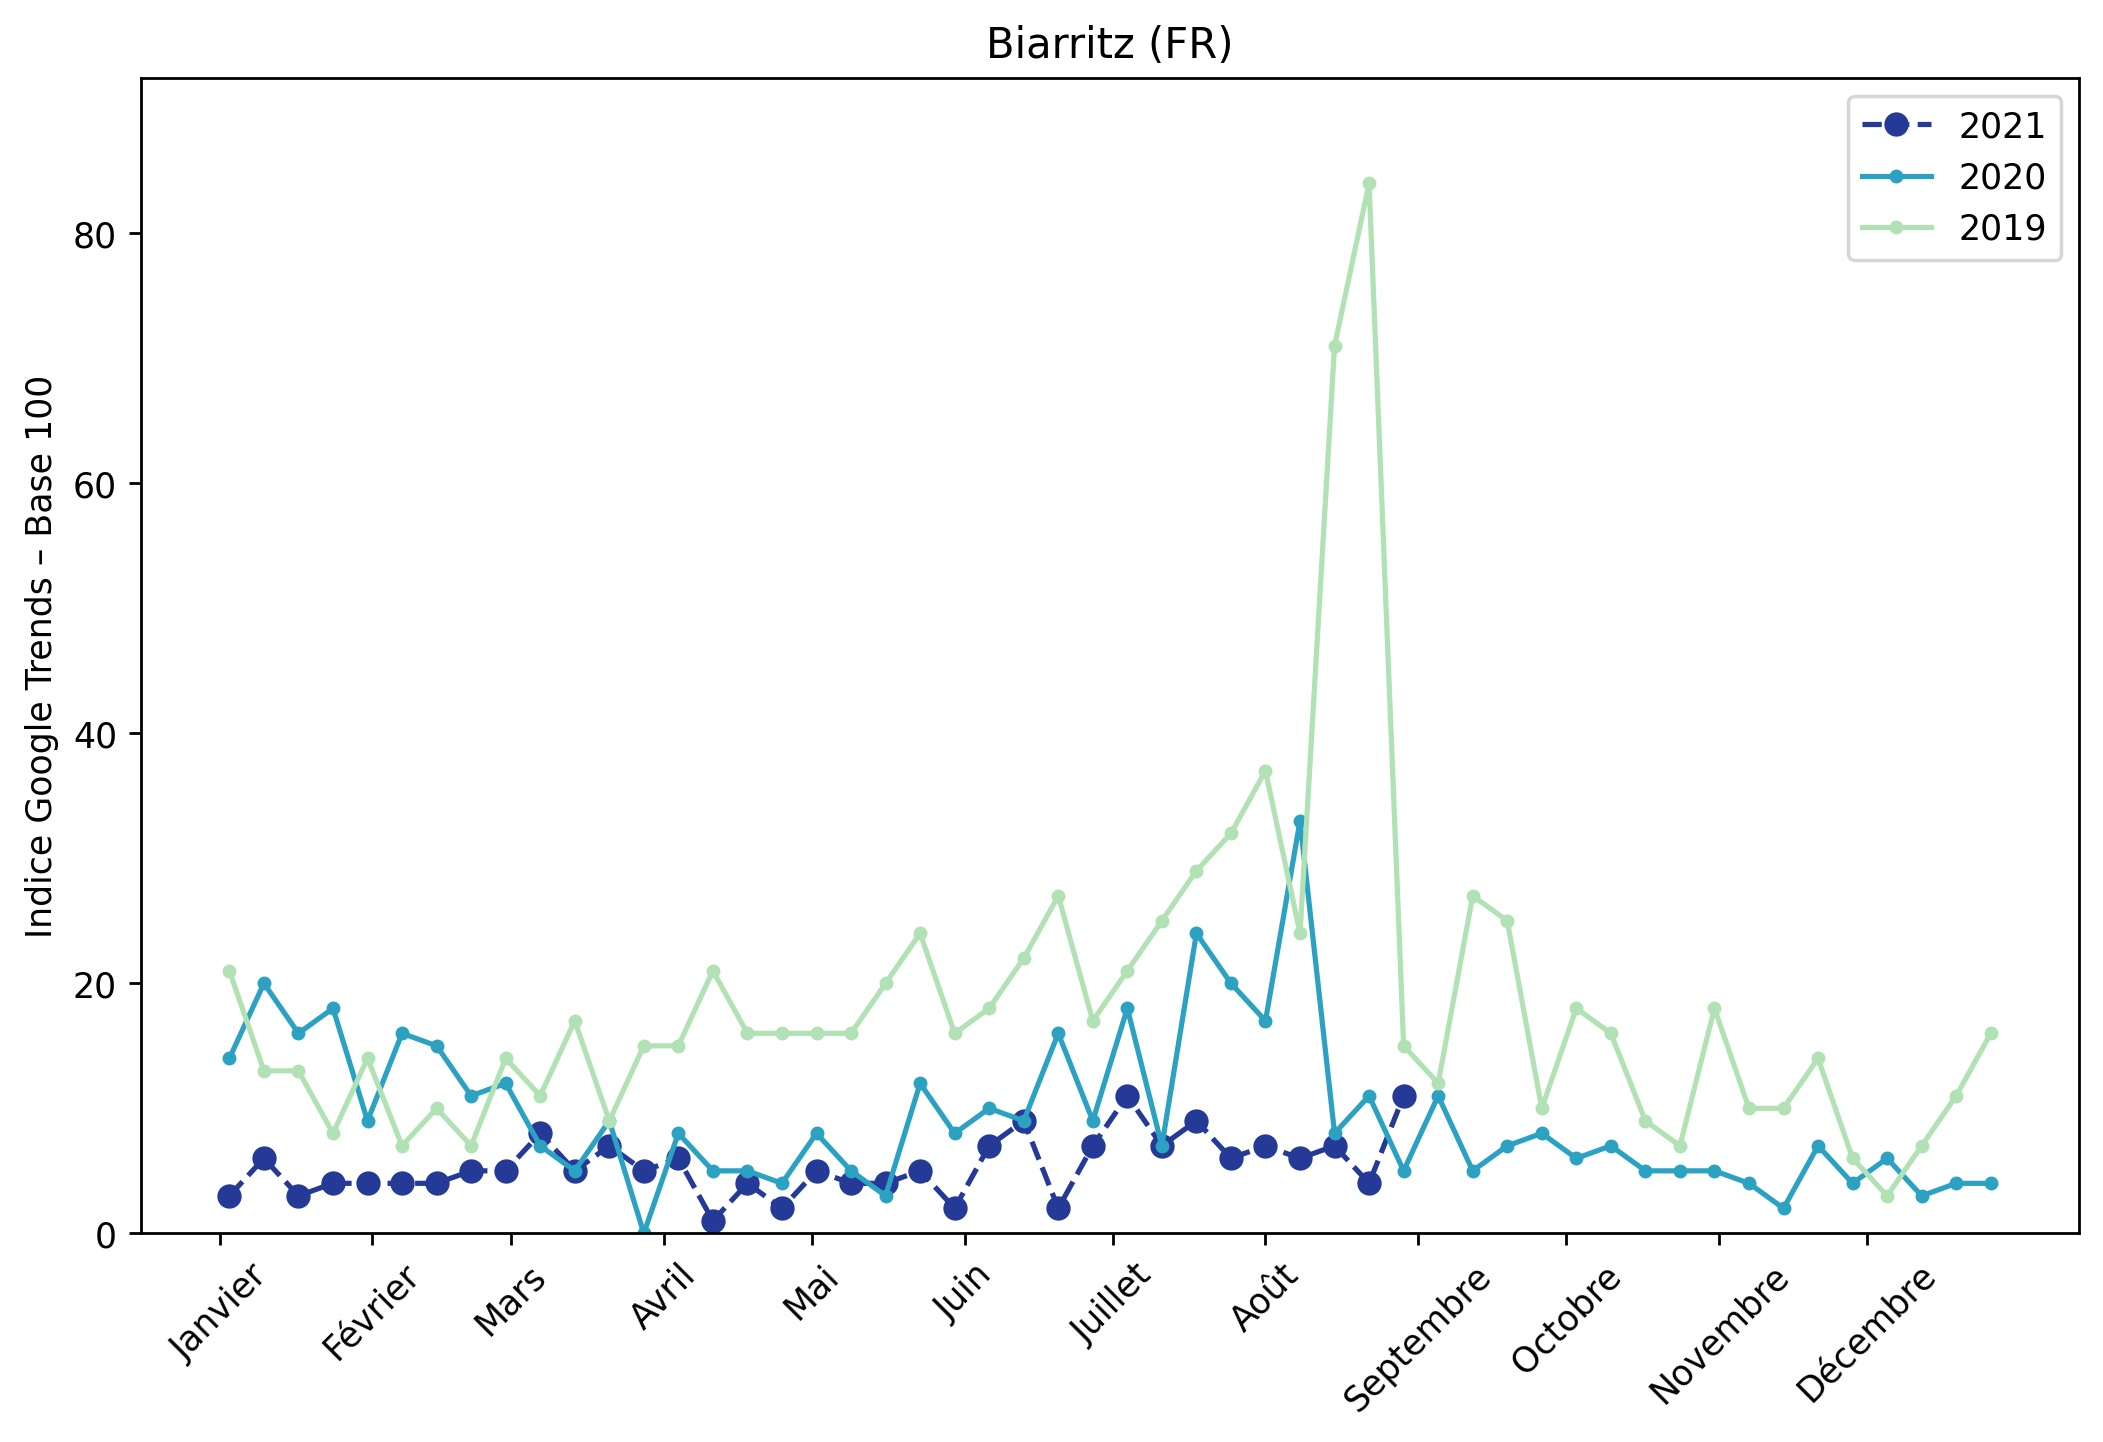 Biarritz (FR)
2021
2020
2019
Indice Google Trends – Base 100
80
60
40
20
0
Janvier
Février
Mars
Avril
Mai
Juin
Juillet
Août
Septembre
Octobre
Novembre
Décembre